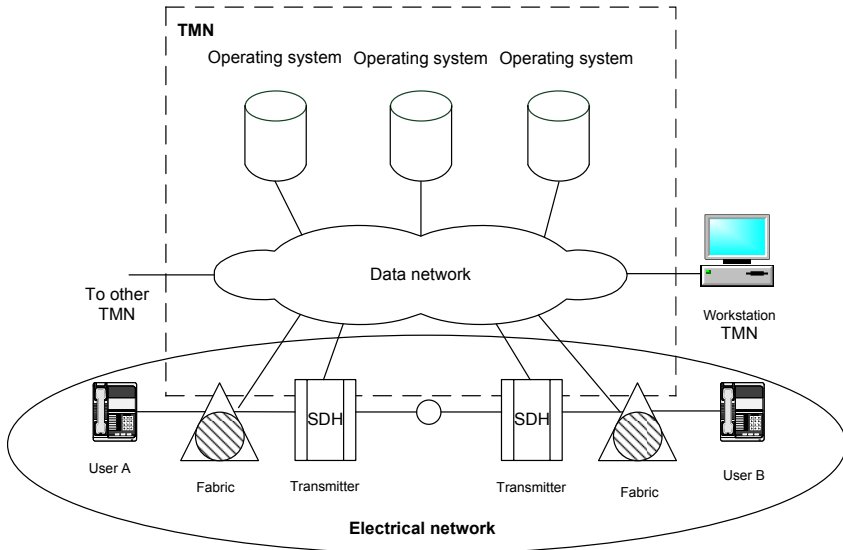 TMN
Operating system
Operating system
Operating system
Data network
To other
TMN
Workstation
TMN
SDH
SDH
User A
User B
Fabric
Transmitter
Transmitter
Fabric
Electrical network